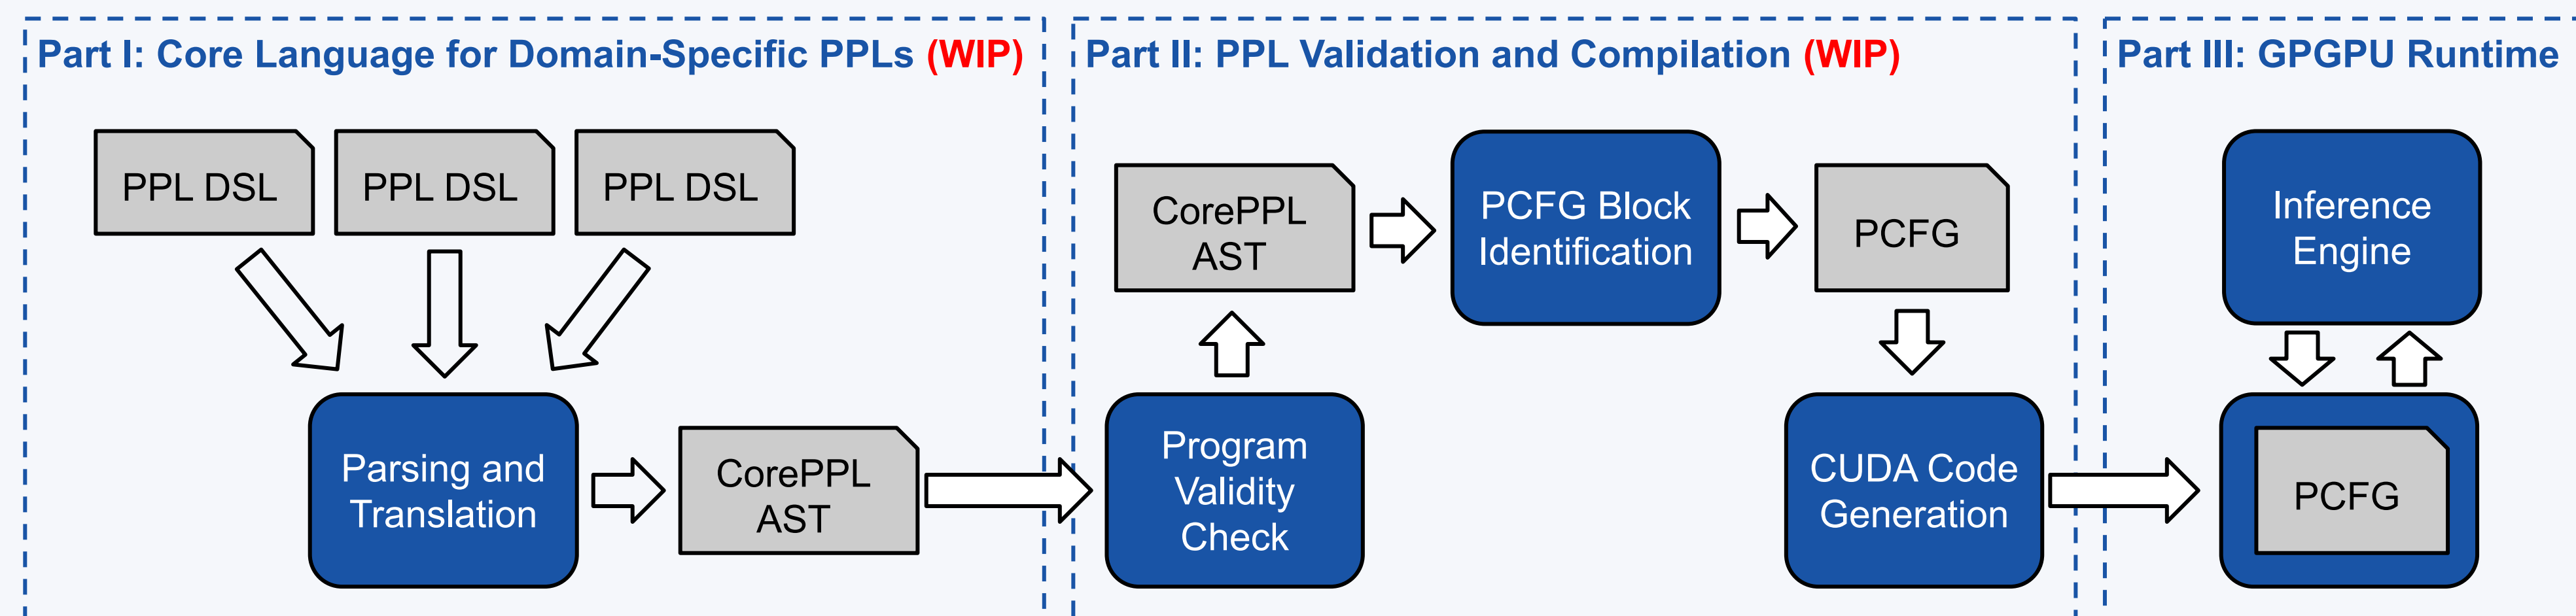 Part I: Core Language for Domain-Specific PPLs (WIP)
PPL DSL
PPL DSL
PPL DSL
Parsing and
Translation
CorePPL
AST
Part II: PPL Validation and Compilation (WIP)
Program
Validity
Check
CorePPL
AST
PCFG Block
Identification
PCFG
CUDA Code
Generation
Part III: GPGPU Runtime
Inference
Engine
PCFG